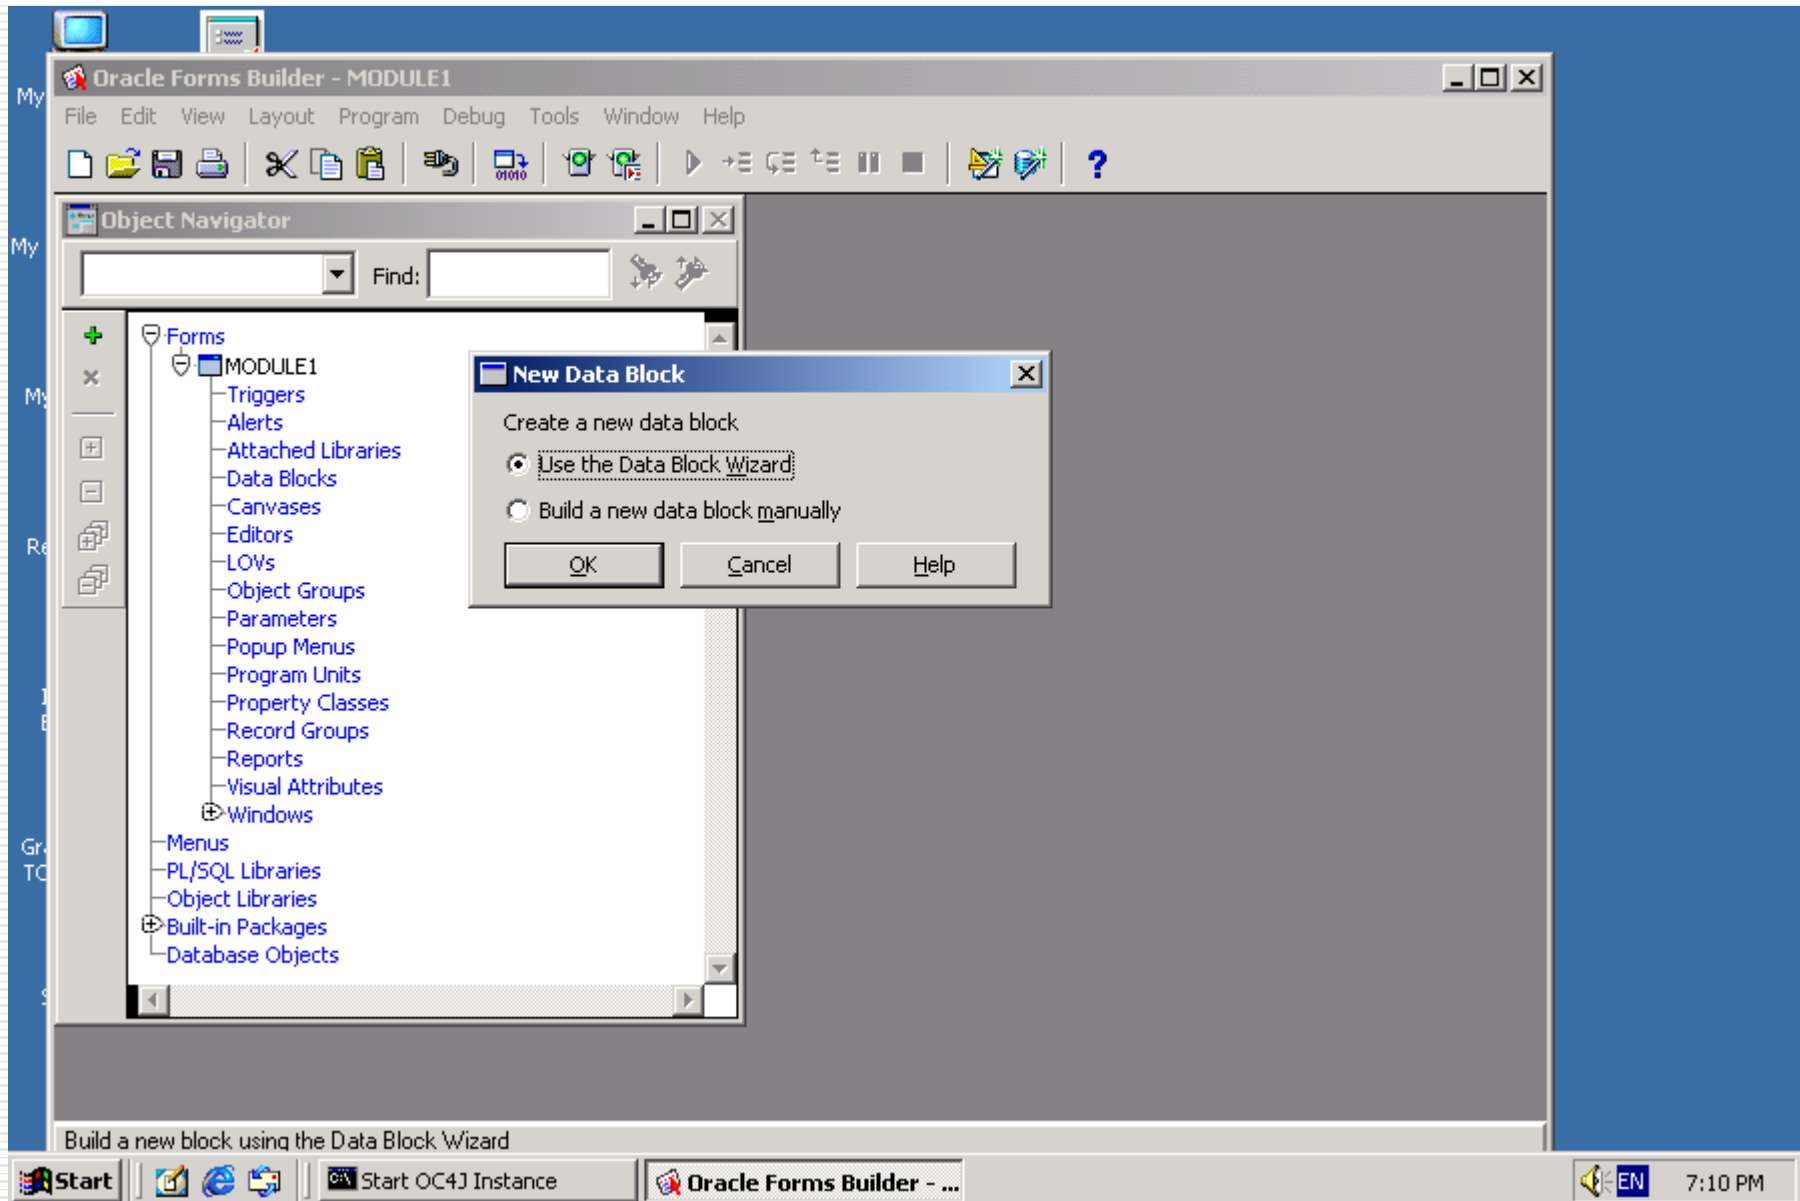 Oracle Forms Builder - MODULE1
File Edit View Layout Program Debug Tools Window Help
01010
Object Navigator
Find:
Forms
MODULE1
Triggers
Alerts
Attached Libraries
Data Blocks
Canvases
Editors
LOVs
Object Groups
Parameters
Popup Menus
Program Units
Property Classes
Record Groups
Reports
Visual Attributes
Windows
Menus
PL/SQL Libraries
Object Libraries
Built-in Packages
Database Objects
New Data Block
Create a new data block
Use the Data Block Wizard
Build a new data block manually
OK Cancel Help
My
My
Build a new block using the Data Block Wizard
Start Start OC4J Instance Oracle Forms Builder - ... EN 7:10 PM